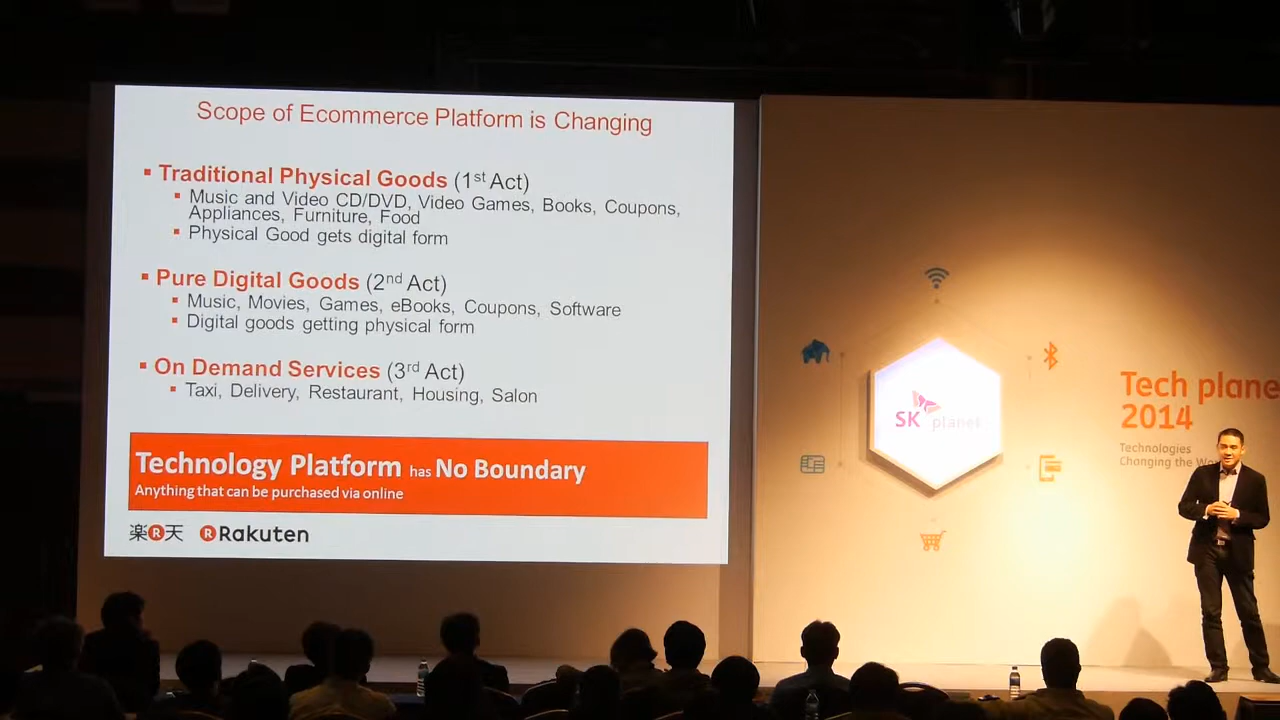 Scope of Ecommerce Platform is Changing
Traditional Physical Goods (1st Act)
Music and Video CD/DVD, Video Games, Books, Coupons,
Appliances, Furniture, Food
Physical Good gets digital form
Pure Digital Goods (2nd Act)
Music, Movies, Games, eBooks, Coupons, Software
Digital goods getting physical form
On Demand Services (3rd Act)
Taxi, Delivery, Restaurant, Housing, Salon
Technology Platform has No Boundary
Anything that can be purchased via online
楽R天 R Rakuten
SK planet
Tech plane
2014
Technologies
Changing the Wo